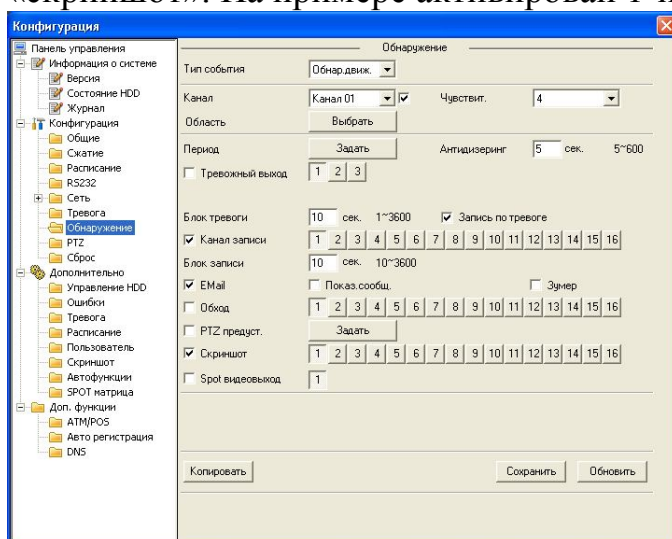 «скриншот». На примере активирован 1
Конфигурация
Панель управления
Информация о системе
Версия
Состояние HDD
Журнал
Конфигурация
Общие
Сжатие
Расписание
RS232
Сеть
Тревога
Обнаружение
PTZ
Сброс
Дополнительно
Управление HDD
Ошибки
Тревога
Расписание
Пользователь
Скриншот
Автофункции
SPOT матрица
Доп. функции
ATM/POS
Авто регистрация
DNS
Обнаружение
Тип события Обнар.движ.
Канал Канал 01 Чувствит. 4
Область Выбрать
Период Задать Антидизеринг 5 сек. 5~600
Тревожный выход 1 2 3
Блок тревоги 10 сек. 1~3600 Запись по тревоге
Канал записи 1 2 3 4 5 6 7 8 9 10 11 12 13 14 15 16
Блок записи 10 сек. 10~3600
EMail Показ.сообщ. Зумер
Обход 1 2 3 4 5 6 7 8 9 10 11 12 13 14 15 16
PTZ предуст. Задать
Скриншот 1 2 3 4 5 6 7 8 9 10 11 12 13 14 15 16
Spot видеовыход 1
Копировать Сохранить Обновить